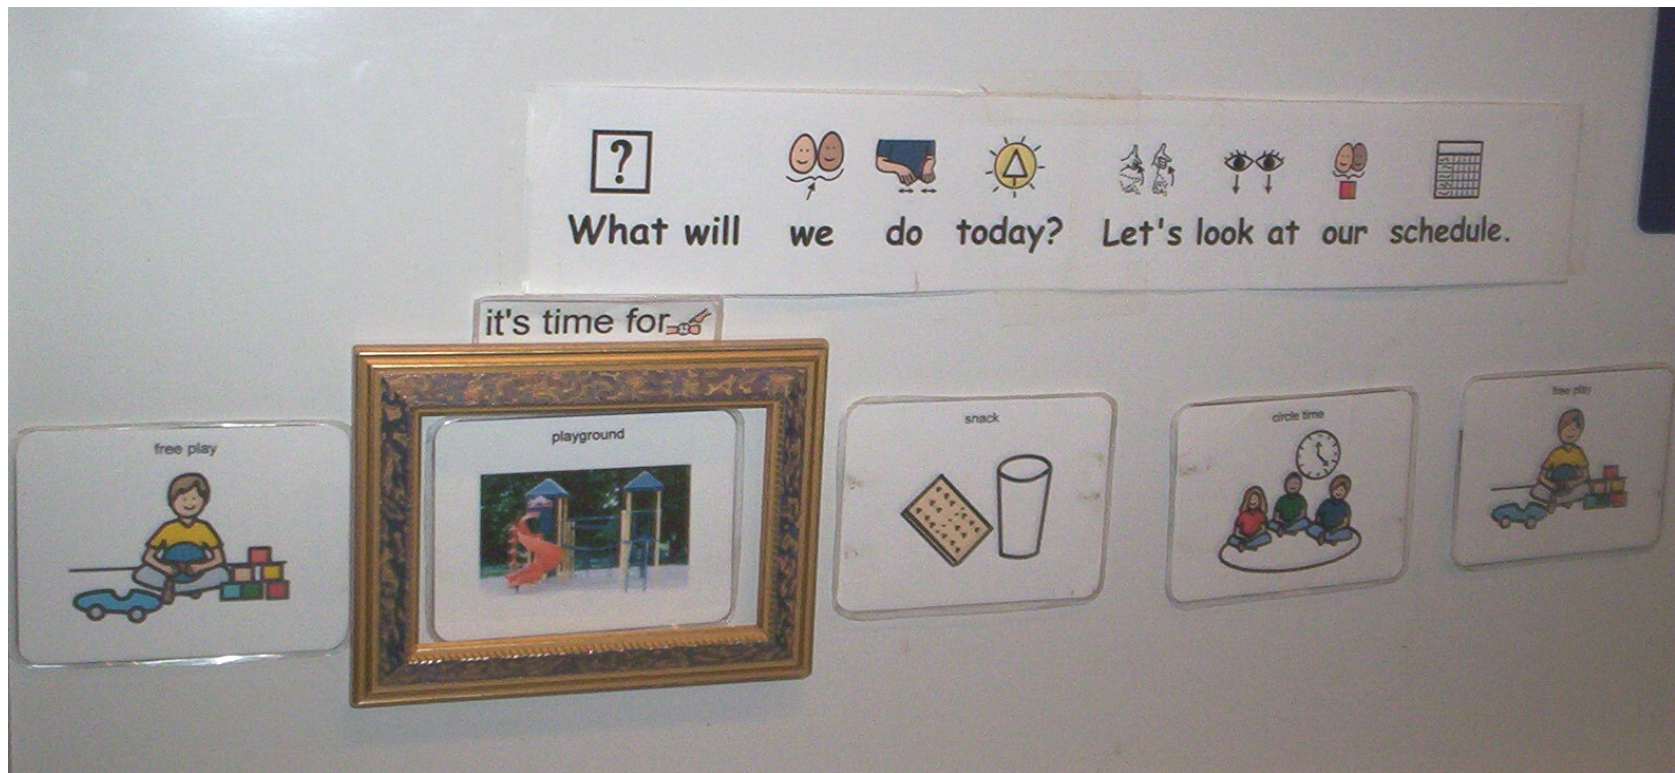 What will we do today? Let's look at our schedule.
it's time for
free play
playground
snack
circle time
free play